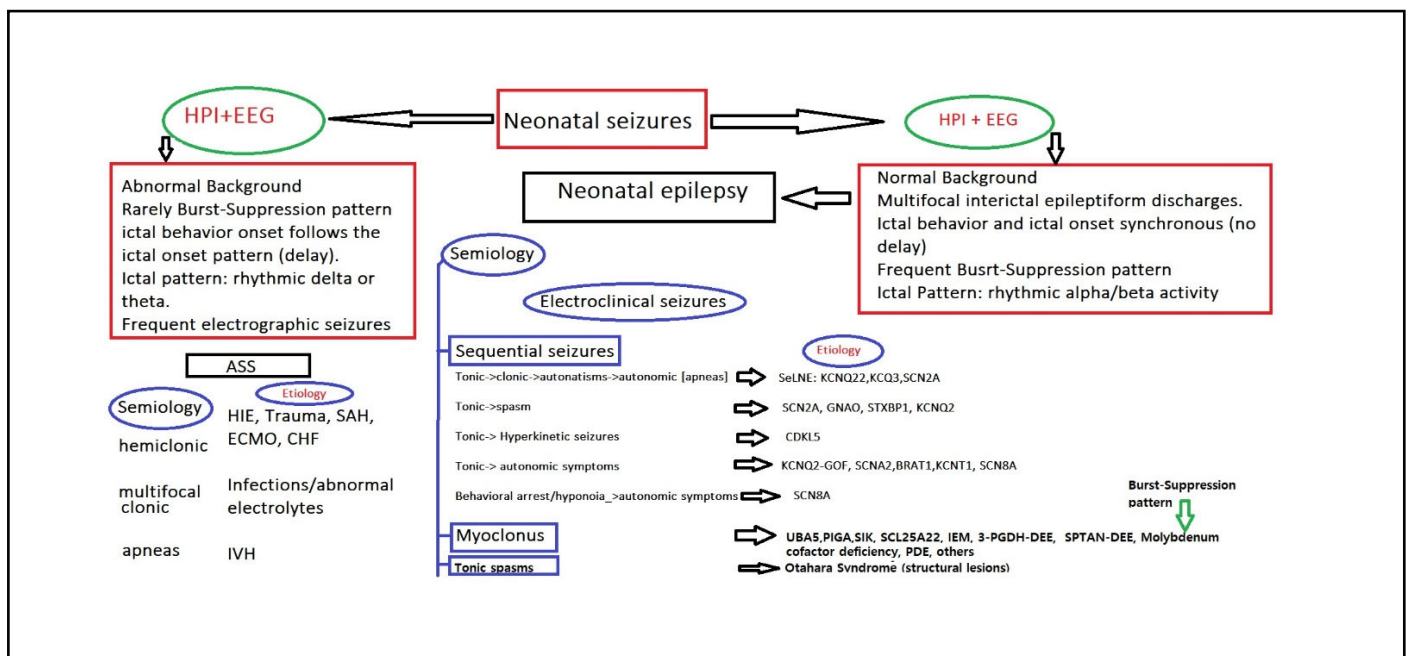 Neonatal seizures
HPI+EEG
HPI + EEG
Abnormal Background
Rarely Burst-Suppression pattern
ictal behavior onset follows the
ictal onset pattern (delay).
Ictal pattern: rhythmic delta or
theta.
Frequent electrographic seizures
Normal Background
Multifocal interictal epileptiform discharges.
Ictal behavior and ictal onset synchronous (no
delay)
Frequent Busrt-Suppression pattern
Ictal Pattern: rhythmic alpha/beta activity
Neonatal epilepsy
ASS
Semiology
Etiology
hemiclonic
HIE, Trauma, SAH,
ECMO, CHF
multifocal
clonic
Infections/abnormal
electrolytes
apneas
IVH
Semiology
Electroclinical seizures
Sequential seizures
Etiology
Tonic->clonic->autonatisms->autonomic [apneas]
SeLNE: KCNQ22,KCQ3,SCN2A
Tonic->spasm
SCN2A, GNAO, STXBP1, KCNQ2
Tonic-> Hyperkinetic seizures
CDKL5
Tonic-> autonomic symptoms
KCNQ2-GOF, SCNA2,BRAT1,KCNT1, SCN8A
Behavioral arrest/hyponoia_->autonomic symptoms
SCN8A
Burst-Suppression
pattern
Myoclonus
UBA5,PIGA,SIK, SCL25A22, IEM, 3-PGDH-DEE, SPTAN-DEE, Molybdenum
cofactor deficiency, PDE, others
Tonic spasms
Otahara Syndrome (structural lesions)